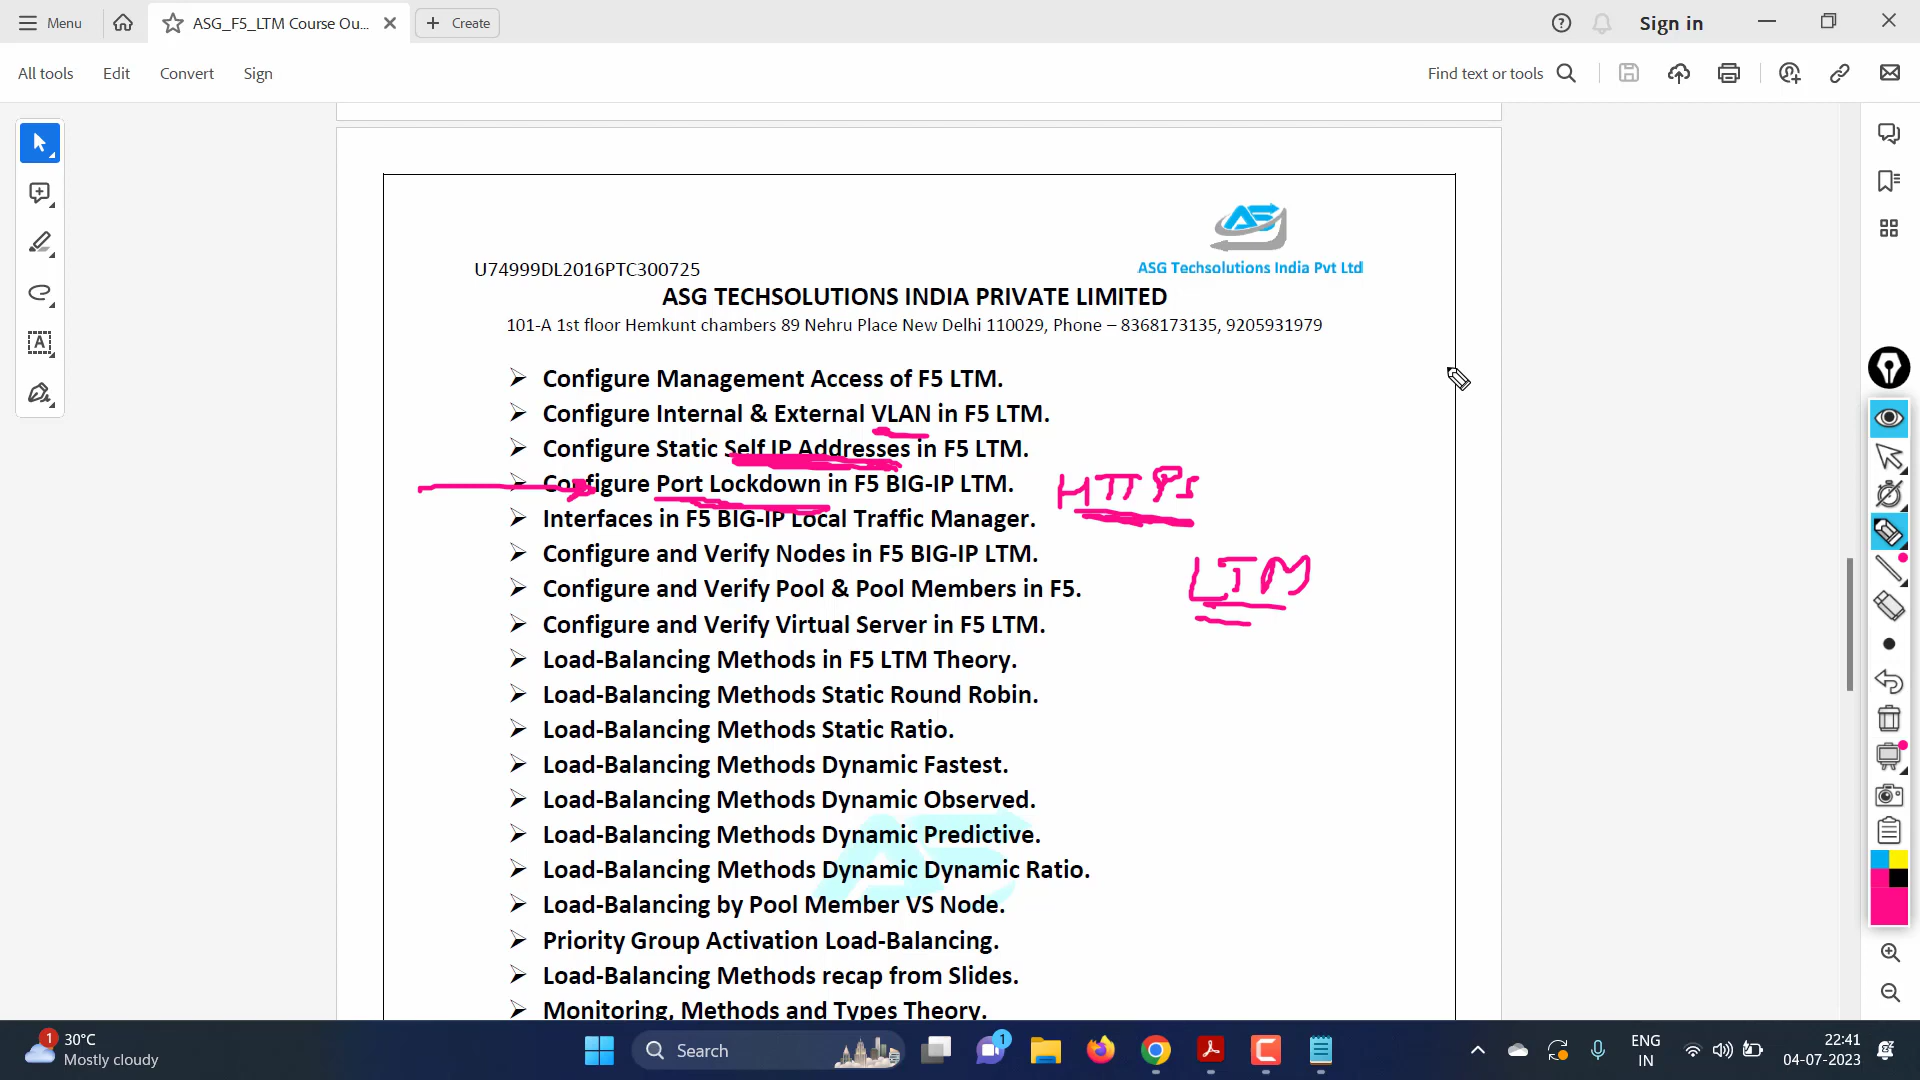 Menu
ASG_F5_LTM Course Ou...
Create
Sign in
All tools
Edit
Convert
Sign
Find text or tools
ASG Techsolutions India Pvt Ltd
U74999DL2016PTC300725
ASG TECHSOLUTIONS INDIA PRIVATE LIMITED
101-A 1st floor Hemkunt chambers 89 Nehru Place New Delhi 110029, Phone – 8368173135, 9205931979
➢ Configure Management Access of F5 LTM.
➢ Configure Internal & External VLAN in F5 LTM.
➢ Configure Static Self IP Addresses in F5 LTM.
➢ Configure Port Lockdown in F5 BIG-IP LTM.
HTTPs
➢ Interfaces in F5 BIG-IP Local Traffic Manager.
➢ Configure and Verify Nodes in F5 BIG-IP LTM.
LTM
➢ Configure and Verify Pool & Pool Members in F5.
➢ Configure and Verify Virtual Server in F5 LTM.
➢ Load-Balancing Methods in F5 LTM Theory.
➢ Load-Balancing Methods Static Round Robin.
➢ Load-Balancing Methods Static Ratio.
➢ Load-Balancing Methods Dynamic Fastest.
➢ Load-Balancing Methods Dynamic Observed.
➢ Load-Balancing Methods Dynamic Predictive.
➢ Load-Balancing Methods Dynamic Dynamic Ratio.
➢ Load-Balancing by Pool Member VS Node.
➢ Priority Group Activation Load-Balancing.
➢ Load-Balancing Methods recap from Slides.
➢ Monitoring, Methods and Types Theory.
1
30°C
Mostly cloudy
Search
1
ENG
IN
22:41
04-07-2023